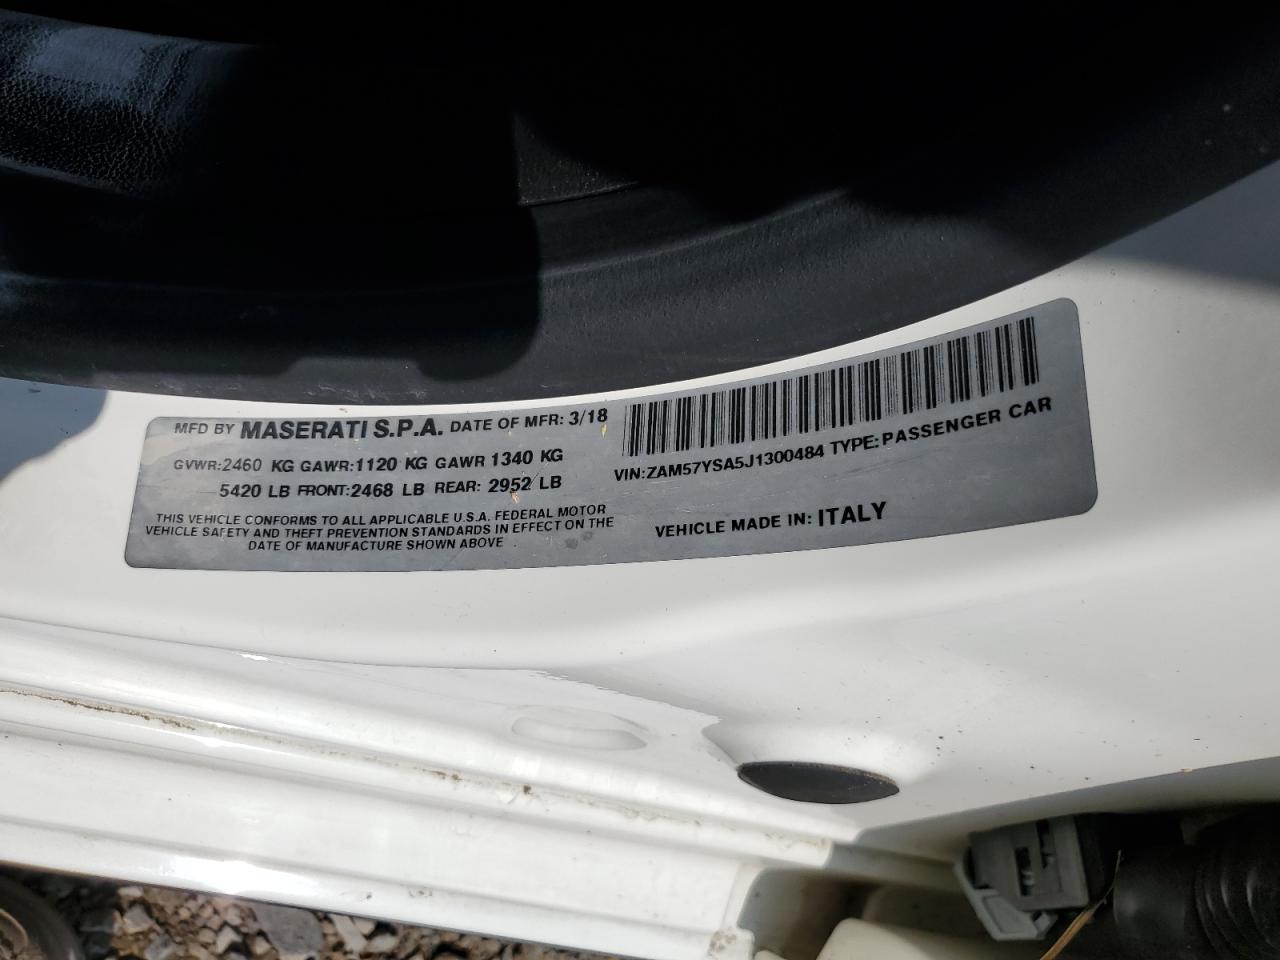 MFD BY MASERATI S.P.A. DATE OF MFR: 3/18
GVWR:2460 KG GAWR:1120 KG GAWR 1340 KG
5420 LB FRONT:2468 LB REAR: 2952 LB
THIS VEHICLE CONFORMS TO ALL APPLICABLE U.S.A. FEDERAL MOTOR
VEHICLE SAFETY AND THEFT PREVENTION STANDARDS IN EFFECT ON THE
DATE OF MANUFACTURE SHOWN ABOVE
VIN:ZAM57YSA5J1300484 TYPE:PASSENGER CAR
VEHICLE MADE IN: ITALY